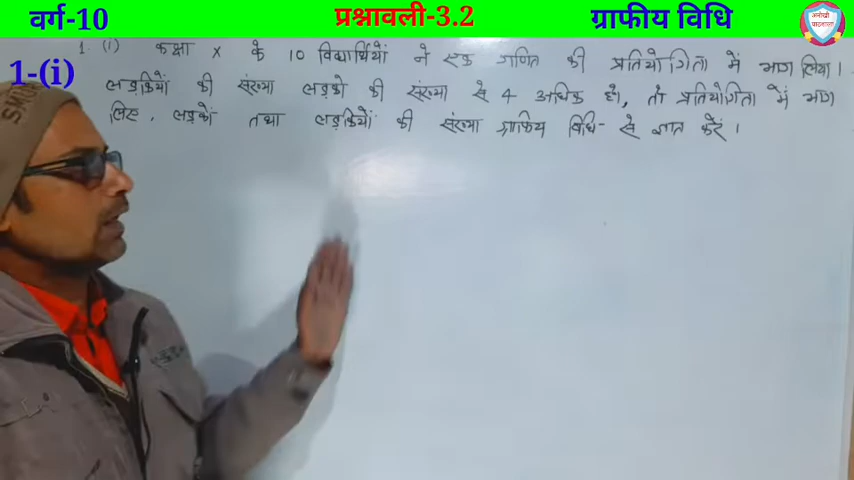 वर्ग-10 प्रश्नावली-3.2 ग्राफीय विधि
1-(i)
1. (i) कक्षा x के 10 विद्यार्थियों ने एक गणित की प्रतियोगिता में भाग लिया।
लड़कियों की संख्या लड़को की संख्या से 4 अधिक हो, तो प्रतियोगिता में भाग
लिए, लड़कों तथा लड़कियों की संख्या ग्राफिय विधि- से ज्ञात करें।